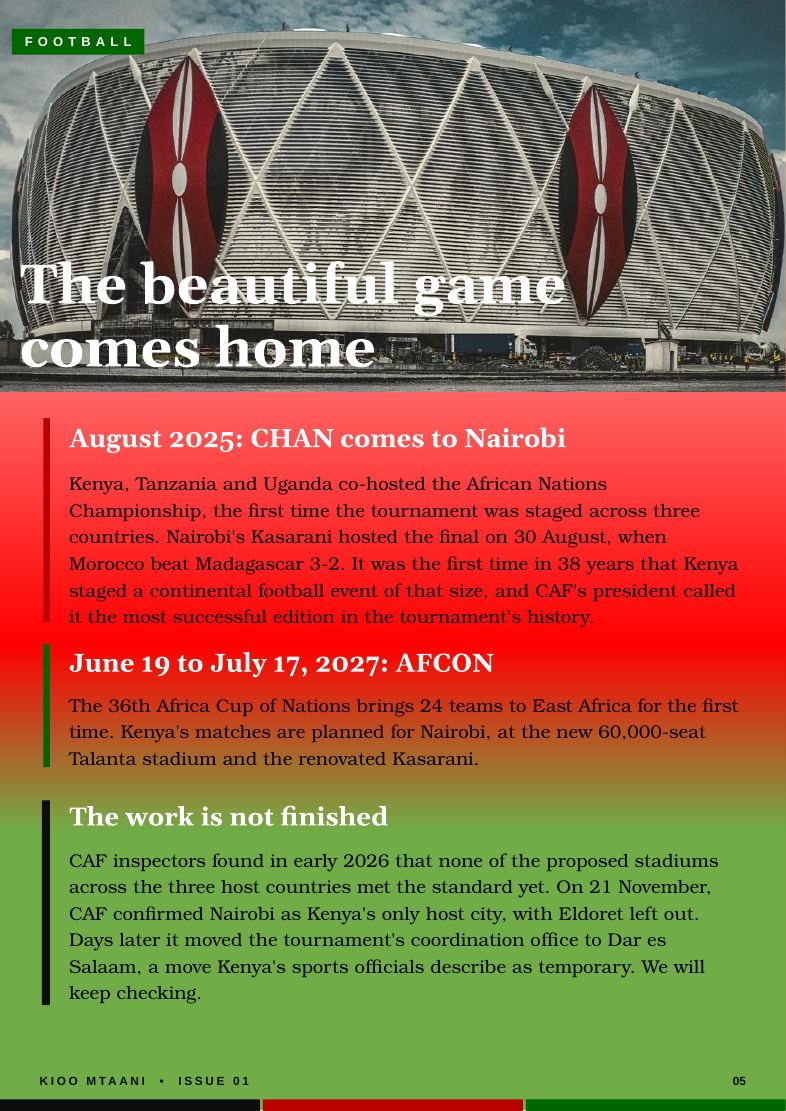 FOOTBALL
The beautiful game
comes home
August 2025: CHAN comes to Nairobi
Kenya, Tanzania and Uganda co-hosted the African Nations
Championship, the first time the tournament was staged across three
countries. Nairobi's Kasarani hosted the final on 30 August, when
Morocco beat Madagascar 3-2. It was the first time in 38 years that Kenya
staged a continental football event of that size, and CAF's president called
it the most successful edition in the tournament's history.
June 19 to July 17, 2027: AFCON
The 36th Africa Cup of Nations brings 24 teams to East Africa for the first
time. Kenya's matches are planned for Nairobi, at the new 60,000-seat
Talanta stadium and the renovated Kasarani.
The work is not finished
CAF inspectors found in early 2026 that none of the proposed stadiums
across the three host countries met the standard yet. On 21 November,
CAF confirmed Nairobi as Kenya's only host city, with Eldoret left out.
Days later it moved the tournament's coordination office to Dar es
Salaam, a move Kenya's sports officials describe as temporary. We will
keep checking.
KIOO MTAANI • ISSUE 01
05